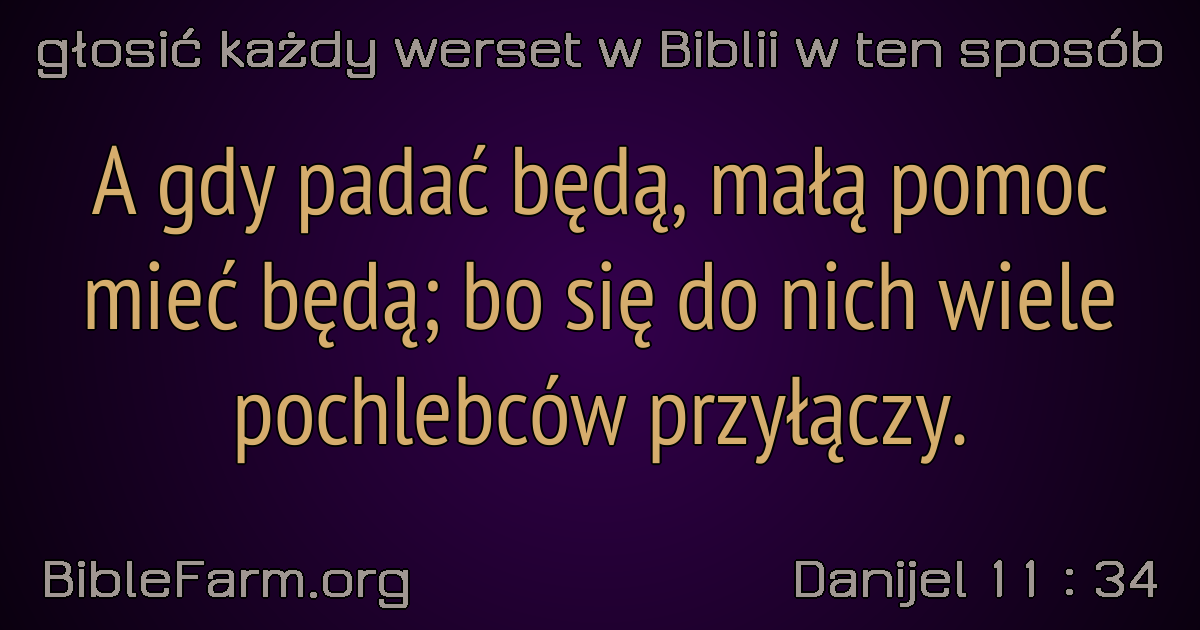 głosić każdy werset w Biblii w ten sposób
A gdy padać będą, małą pomoc
mieć będą; bo się do nich wiele
pochlebców przyłączy.
BibleFarm.org
Danijel 11 : 34